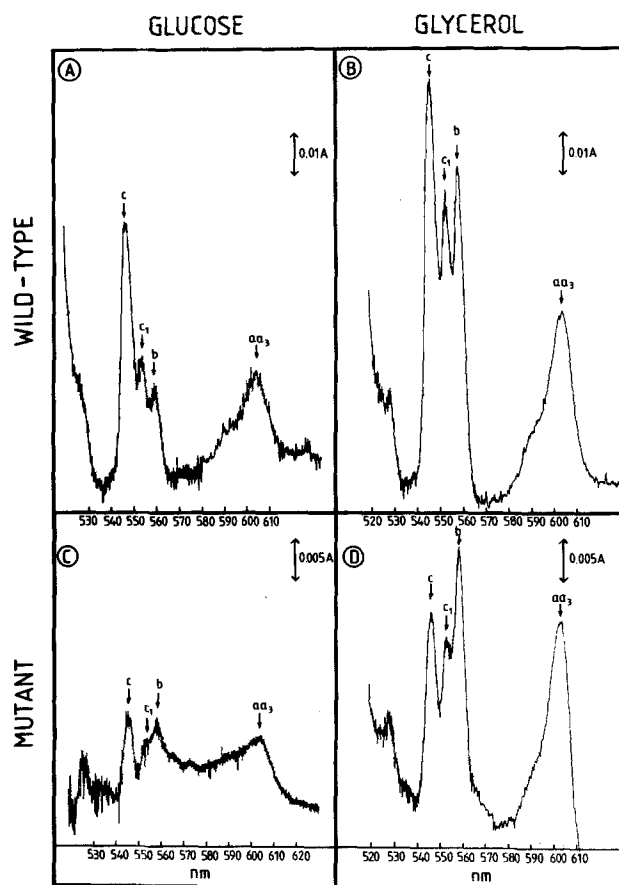 GLUCOSE GLYCEROL
WILD-TYPE
A
c
c₁
b
aa₃
0.01A
530 540 550 560 570 580 590 600 610
B
c
c₁
b
aa₃
0.01A
520 530 540 550 560 570 580 590 600 610
MUTANT
C
c
c₁
b
aa₃
0.005A
530 540 550 560 570 580 590 600 610 620
nm
D
c
c₁
b
aa₃
0.005A
520 530 540 550 560 570 580 590 600 610
nm